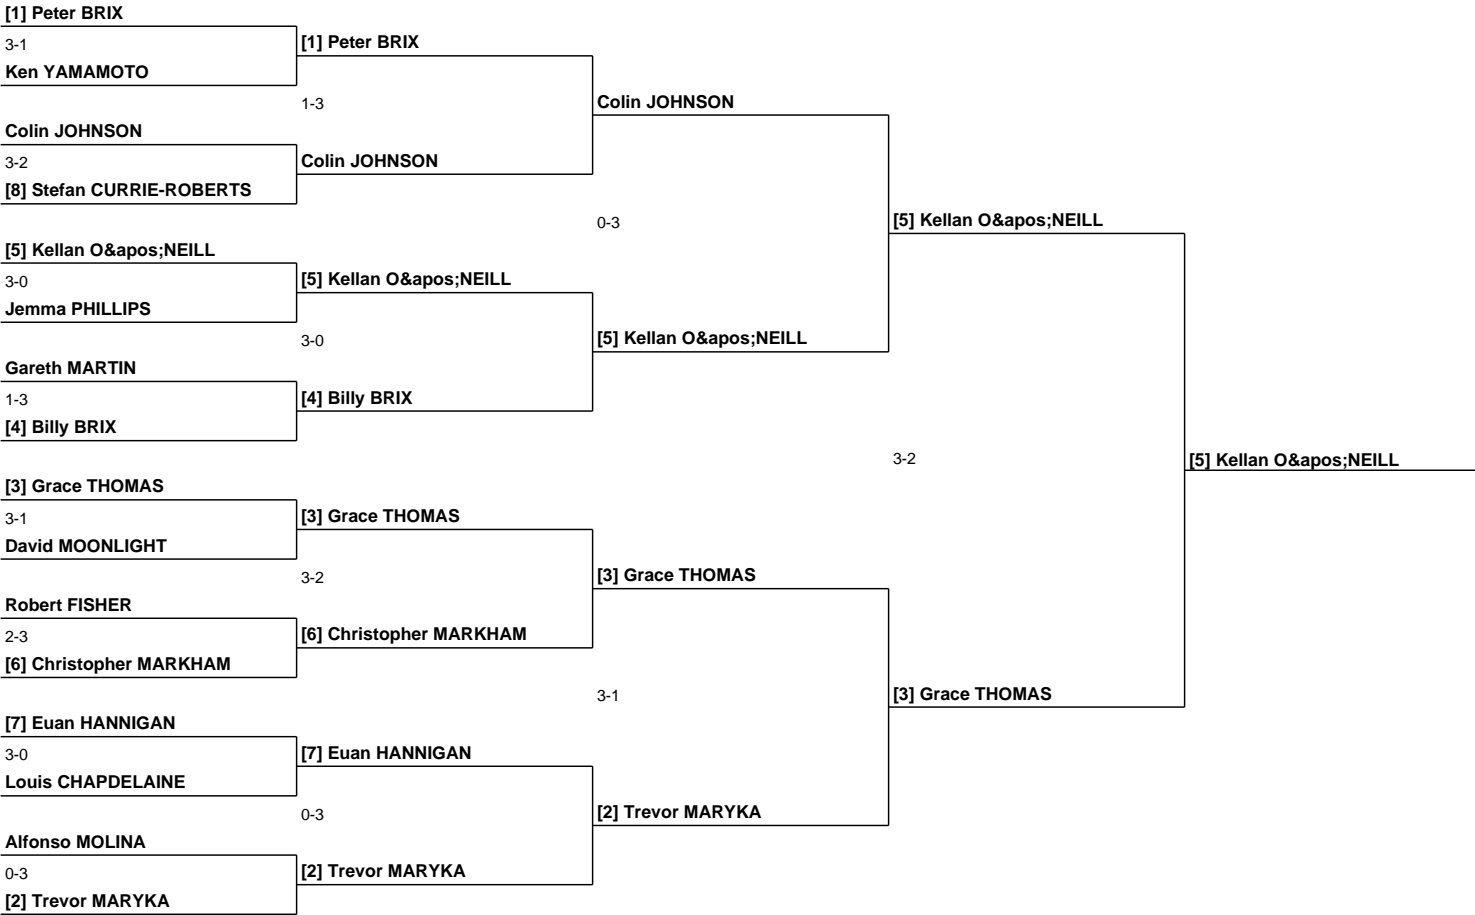 [1] Peter BRIX
3-1
Ken YAMAMOTO
Colin JOHNSON
3-2
[8] Stefan CURRIE-ROBERTS
[5] Kellan O&apos;NEILL
3-0
Jemma PHILLIPS
Gareth MARTIN
1-3
[4] Billy BRIX
[3] Grace THOMAS
3-1
David MOONLIGHT
Robert FISHER
2-3
[6] Christopher MARKHAM
[7] Euan HANNIGAN
3-0
Louis CHAPDELAINE
Alfonso MOLINA
0-3
[2] Trevor MARYKA
[1] Peter BRIX
1-3
Colin JOHNSON
[5] Kellan O&apos;NEILL
3-0
[4] Billy BRIX
[3] Grace THOMAS
3-2
[6] Christopher MARKHAM
[7] Euan HANNIGAN
0-3
[2] Trevor MARYKA
Colin JOHNSON
0-3
[5] Kellan O&apos;NEILL
[3] Grace THOMAS
3-1
[2] Trevor MARYKA
[5] Kellan O&apos;NEILL
3-2
[3] Grace THOMAS
[5] Kellan O&apos;NEILL